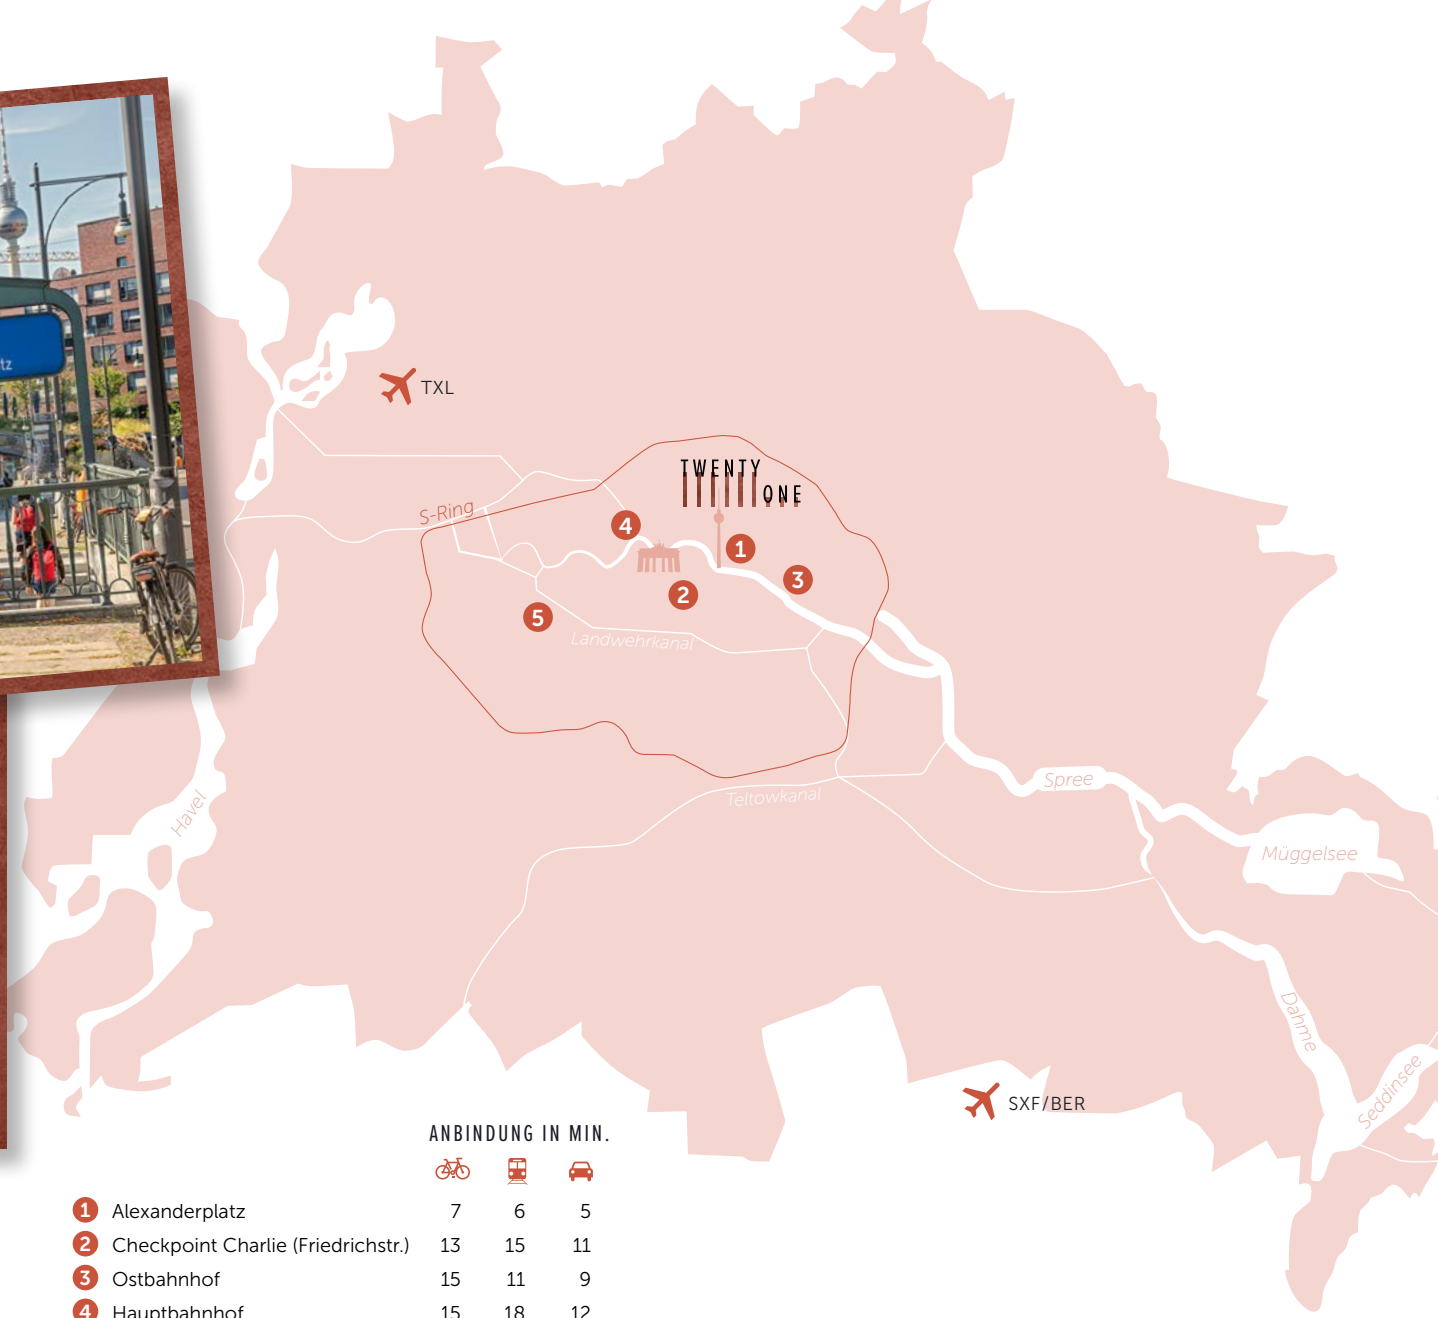 tz
TXL
TWENTY
ONE
S-Ring
4
1
3
2
5
Landwehrkanal
Spree
Teltowkanal
Havel
Müggelsee
Dahme
Seddinsee
SXF/BER
ANBINDUNG IN MIN.
1 Alexanderplatz 7 6 5
2 Checkpoint Charlie (Friedrichstr.) 13 15 11
3 Ostbahnhof 15 11 9
4 Hauptbahnhof 15 18 12